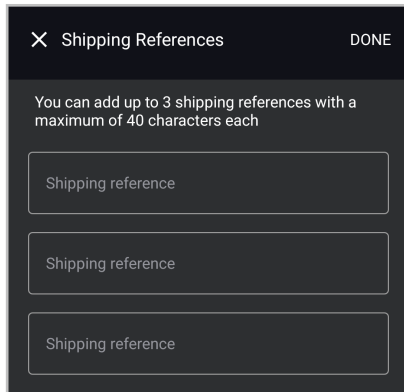 Shipping References
DONE
You can add up to 3 shipping references with a
maximum of 40 characters each
Shipping reference
Shipping reference
Shipping reference